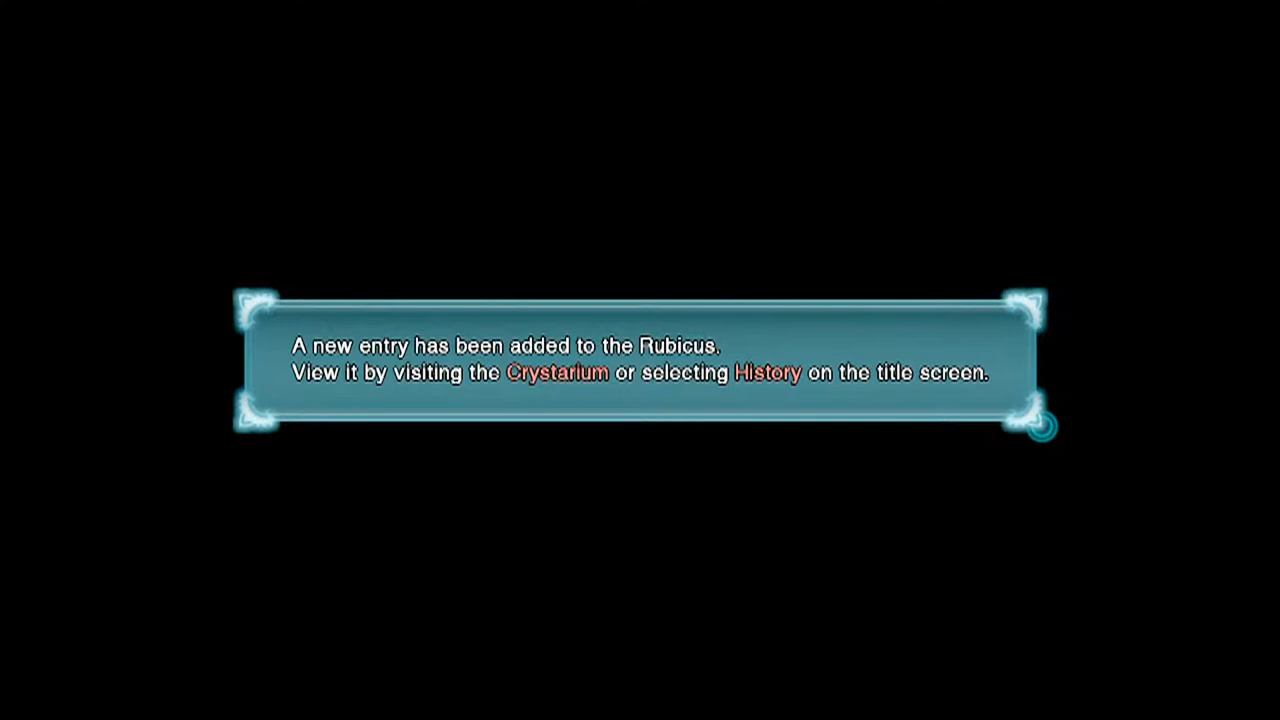 A new entry has been added to the Rubicus.
View it by visiting the Crystarium or selecting History on the title screen.